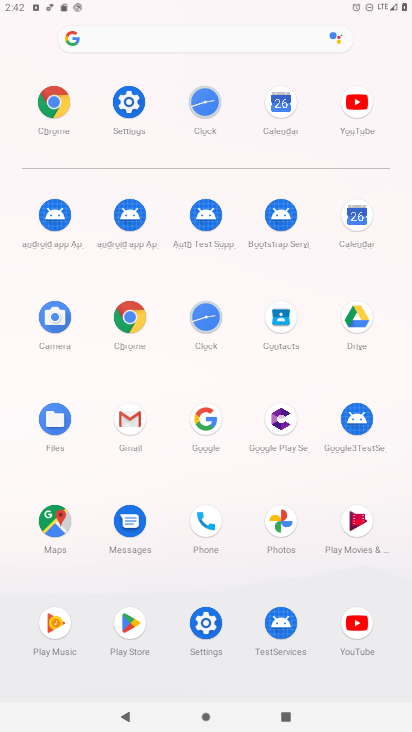 2:42 LTE
Chrome Settings Clock Calendar YouTube
android app Ap Auth Test Supp Bootstrap Servi Calendar
android app Ap
Camera Chrome Clock Contacts Drive
Files Gmail Google Google Play Se Google3TestSe
Maps Messages Phone Photos Play Movies & ...
Play Music Play Store Settings TestServices YouTube